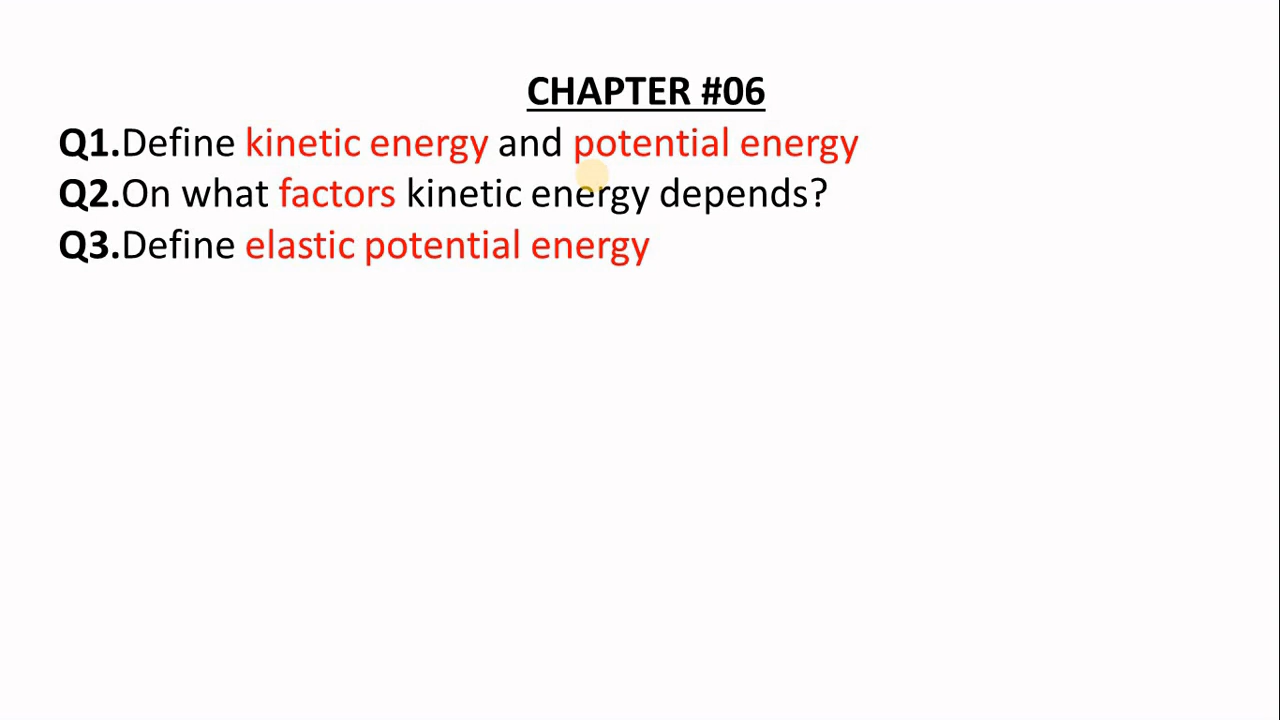 CHAPTER #06
Q1.Define kinetic energy and potential energy
Q2.On what factors kinetic energy depends?
Q3.Define elastic potential energy